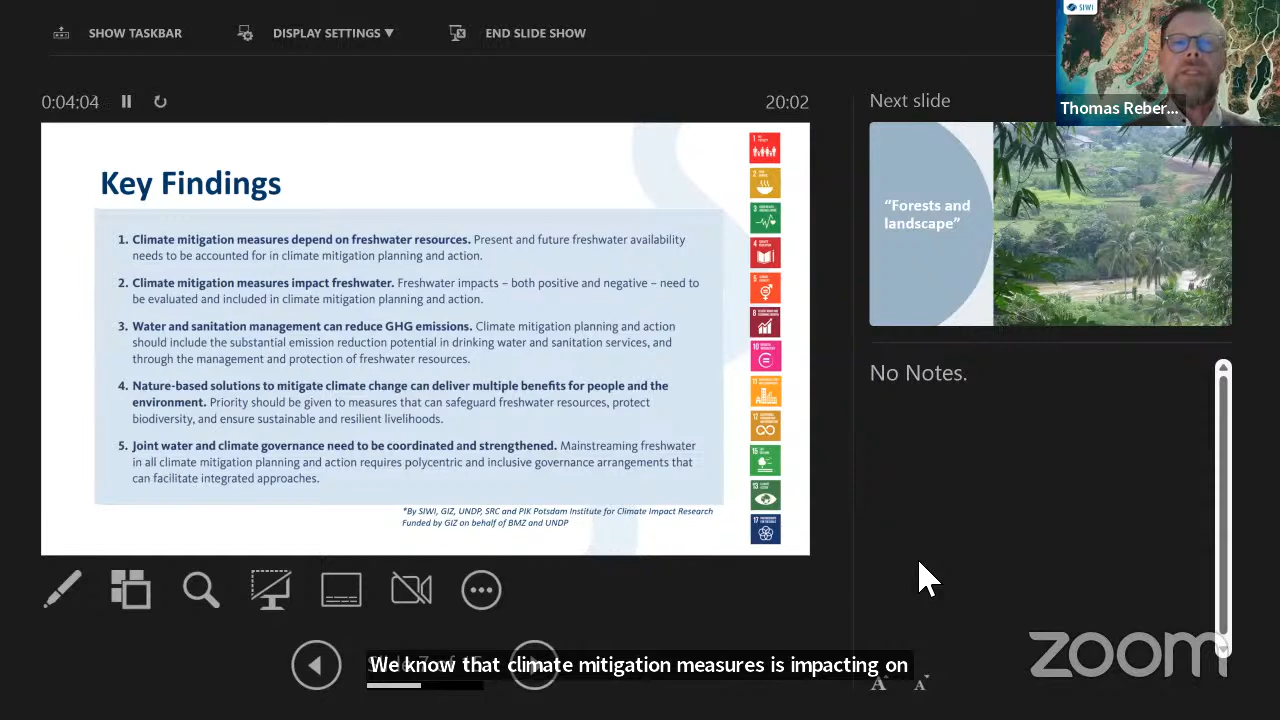 SHOW TASKBAR
DISPLAY SETTINGS ▼
END SLIDE SHOW
SIWI
Thomas Reber...
0:04:04
20:02
Next slide
Key Findings
1. Climate mitigation measures depend on freshwater resources. Present and future freshwater availability
needs to be accounted for in climate mitigation planning and action.
2. Climate mitigation measures impact freshwater. Freshwater impacts – both positive and negative – need to
be evaluated and included in climate mitigation planning and action.
3. Water and sanitation management can reduce GHG emissions. Climate mitigation planning and action
should include the substantial emission reduction potential in drinking water and sanitation services, and
through the management and protection of freshwater resources.
4. Nature-based solutions to mitigate climate change can deliver multiple benefits for people and the
environment. Priority should be given to measures that can safeguard freshwater resources, protect
biodiversity, and ensure sustainable and resilient livelihoods.
5. Joint water and climate governance need to be coordinated and strengthened. Mainstreaming freshwater
in all climate mitigation planning and action requires polycentric and inclusive governance arrangements that
can facilitate integrated approaches.
*By SIWI, GIZ, UNDP, SRC and PIK Potsdam Institute for Climate Impact Research
Funded by GIZ on behalf of BMZ and UNDP
“Forests and
landscape”
No Notes.
We know that climate mitigation measures is impacting on
zoom
A A